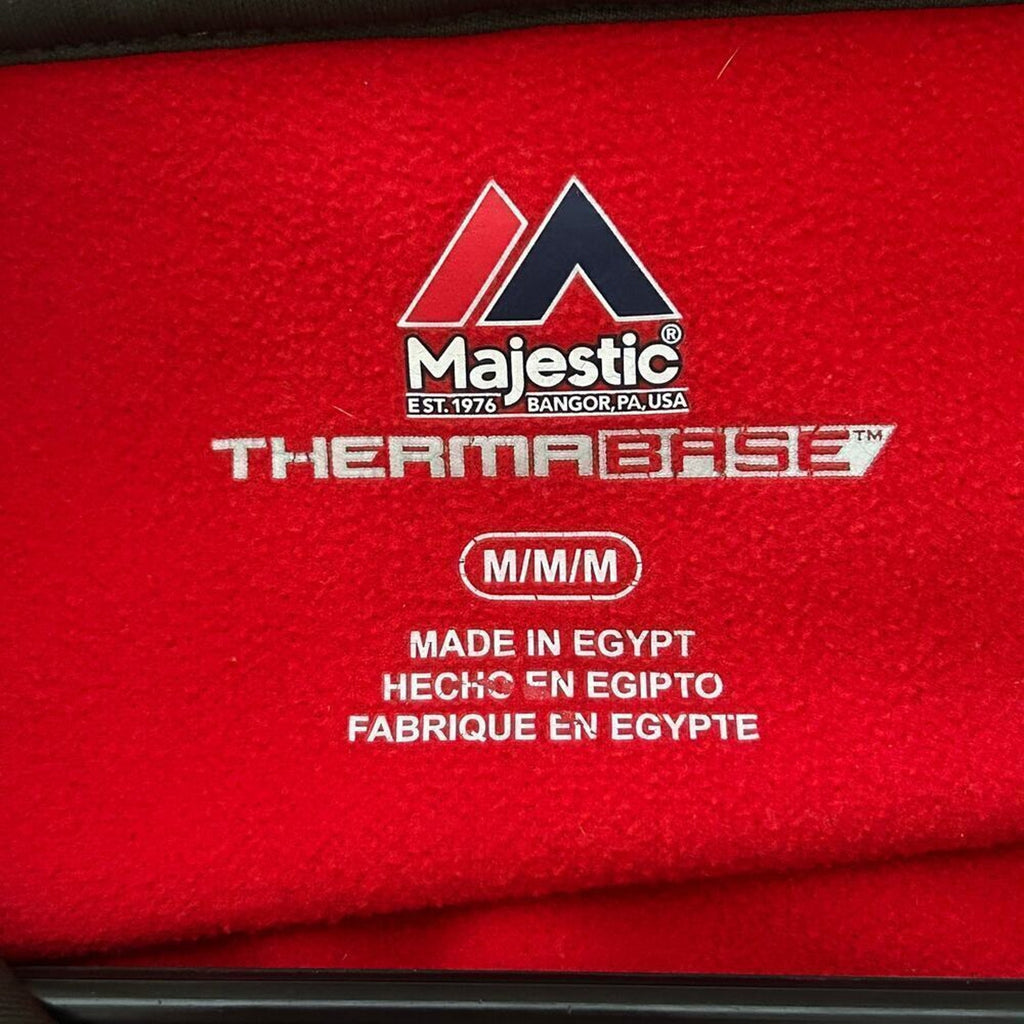 Majestic®
EST. 1976 BANGOR, PA, USA
THERMABASE™
M/M/M
MADE IN EGYPT
HECHO EN EGIPTO
FABRIQUE EN EGYPTE